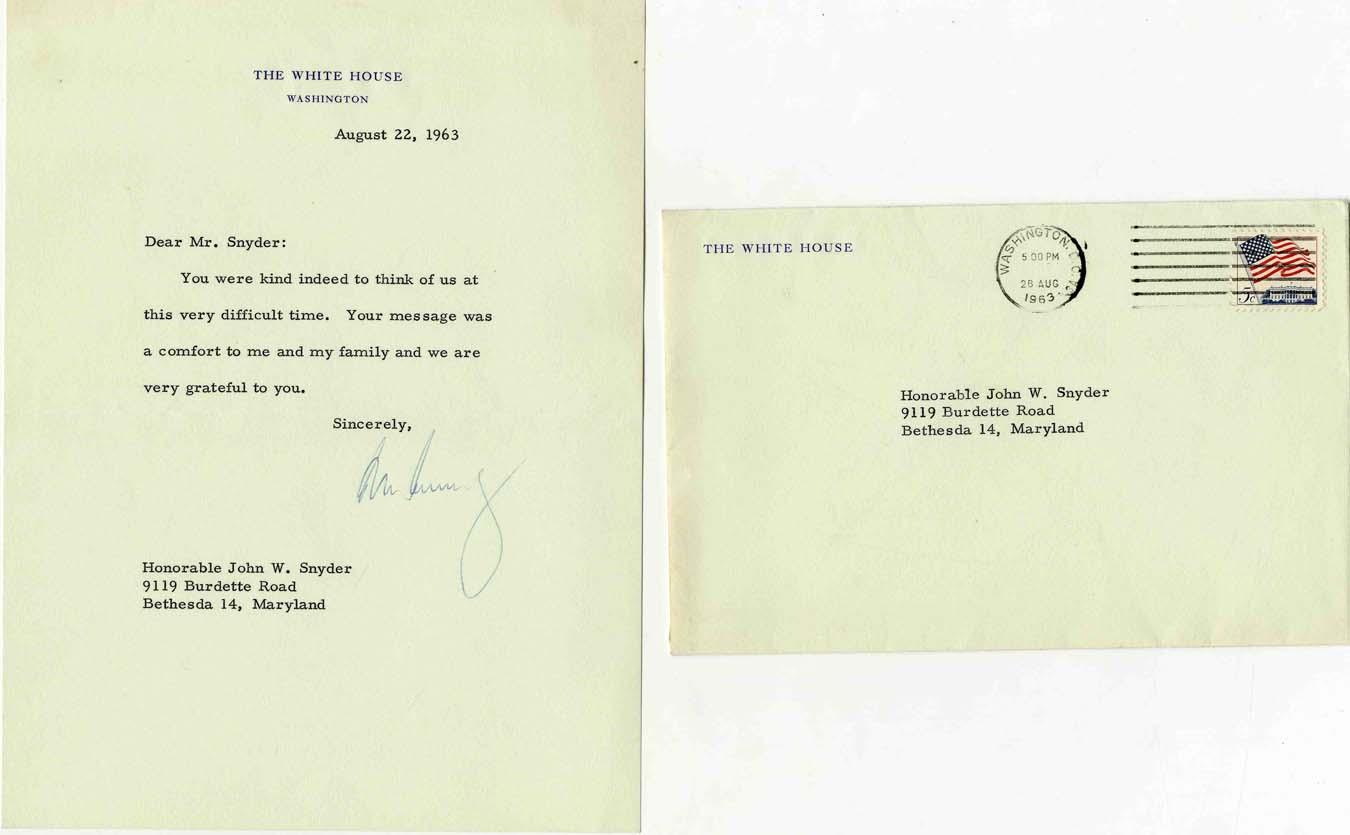 THE WHITE HOUSE
WASHINGTON
August 22, 1963
Dear Mr. Snyder:
You were kind indeed to think of us at
this very difficult time. Your message was
a comfort to me and my family and we are
very grateful to you.
Sincerely,
Honorable John W. Snyder
9119 Burdette Road
Bethesda 14, Maryland
THE WHITE HOUSE
WASHINGTON, D.C.
5 00 PM
26 AUG
1963
5c
Honorable John W. Snyder
9119 Burdette Road
Bethesda 14, Maryland